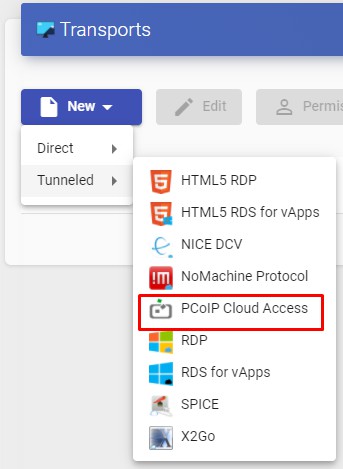 Transports
New
Edit
Permis
Direct
Tunneled
HTML5 RDP
HTML5 RDS for vApps
NICE DCV
NoMachine Protocol
PCoIP Cloud Access
RDP
RDS for vApps
SPICE
X2Go